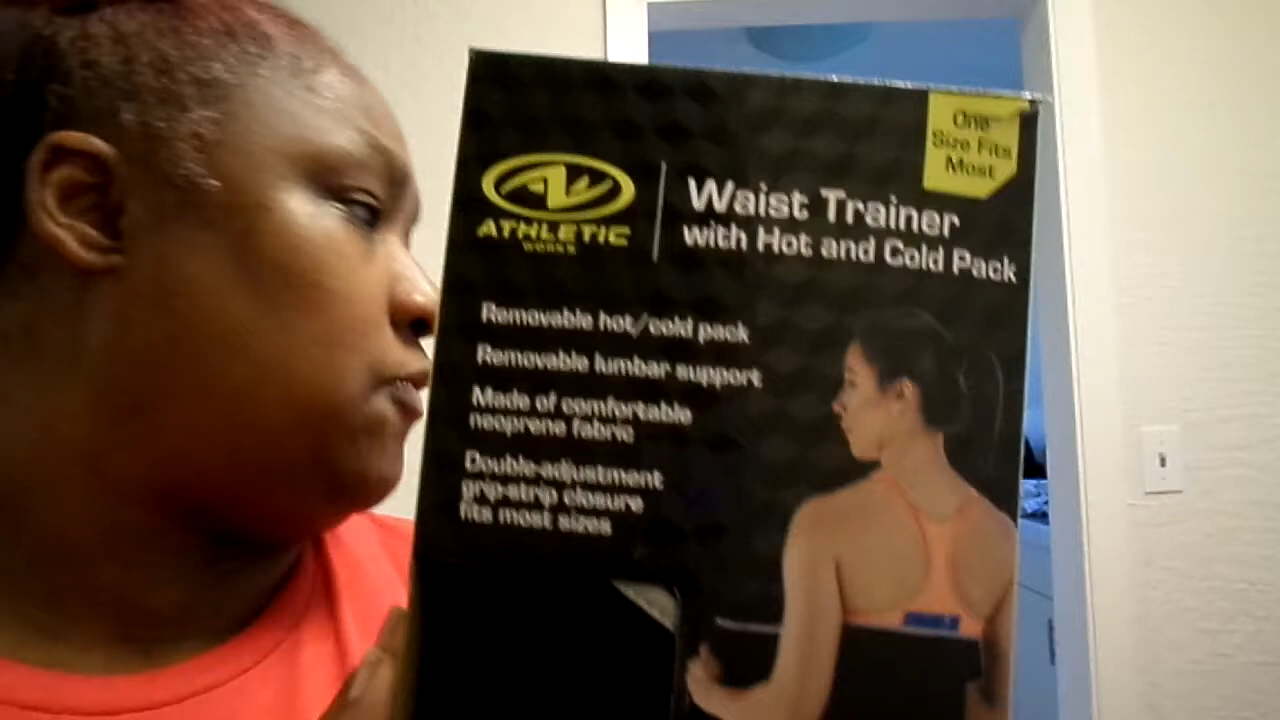 One
Size Fits
Most
ATHLETIC
WORKS
Waist Trainer
with Hot and Cold Pack
Removable hot/cold pack
Removable lumbar support
Made of comfortable
neoprene fabric
Double-adjustment
grip-strip closure
fits most sizes